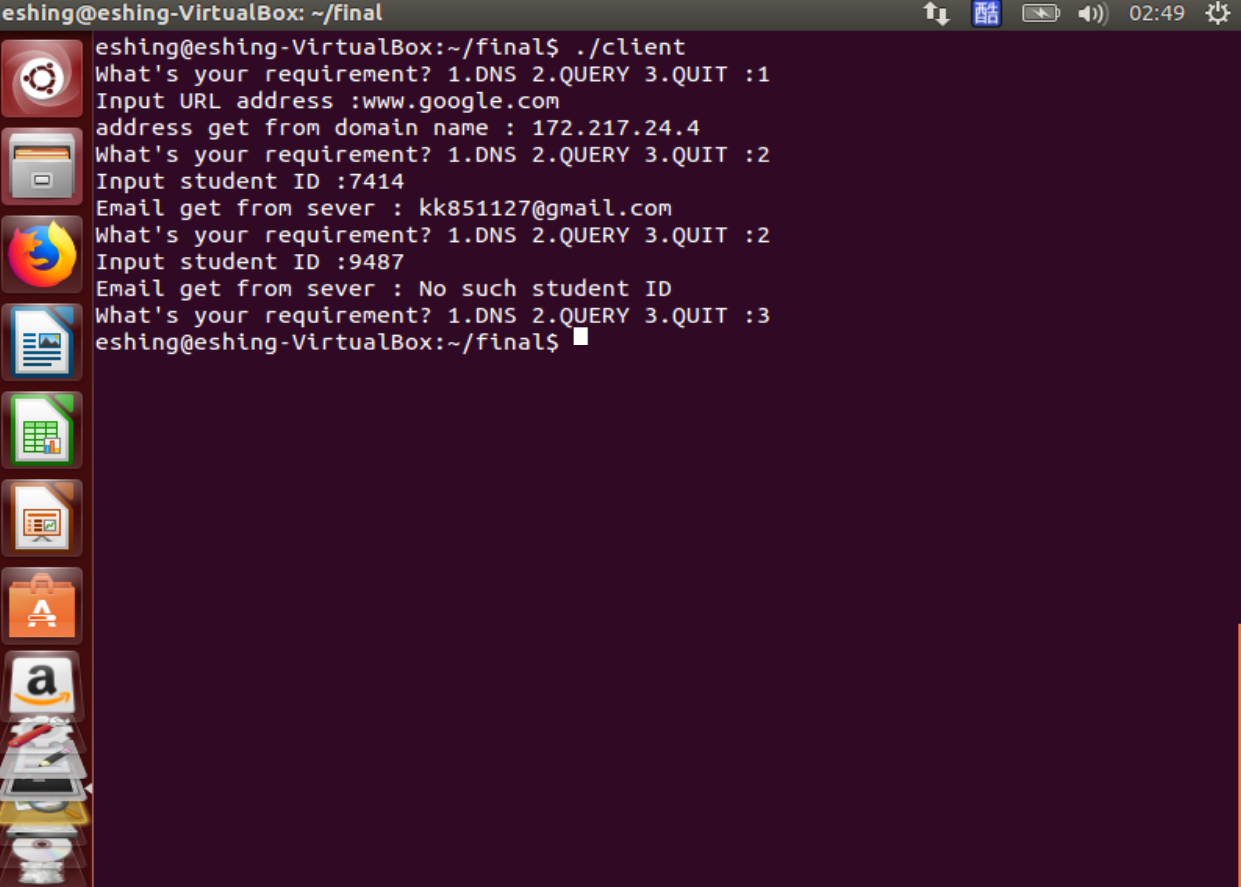 eshing@eshing-VirtualBox: ~/final
酷
02:49
eshing@eshing-VirtualBox:~/final$ ./client
What's your requirement? 1.DNS 2.QUERY 3.QUIT :1
Input URL address :www.google.com
address get from domain name : 172.217.24.4
What's your requirement? 1.DNS 2.QUERY 3.QUIT :2
Input student ID :7414
Email get from sever : kk851127@gmail.com
What's your requirement? 1.DNS 2.QUERY 3.QUIT :2
Input student ID :9487
Email get from sever : No such student ID
What's your requirement? 1.DNS 2.QUERY 3.QUIT :3
eshing@eshing-VirtualBox:~/final$